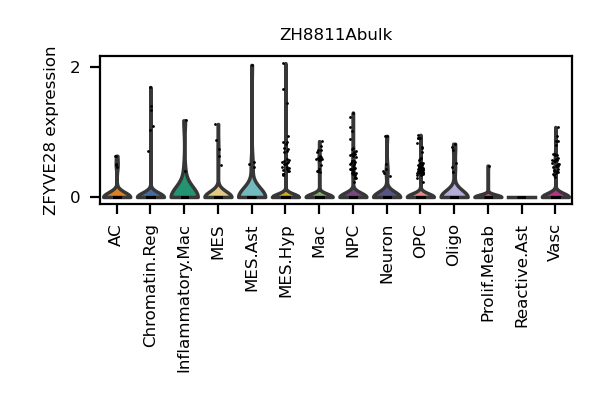 ZH8811Abulk
ZFYVE28 expression
2
0
AC
Chromatin.Reg
Inflammatory.Mac
MES
MES.Ast
MES.Hyp
Mac
NPC
Neuron
OPC
Oligo
Prolif.Metab
Reactive.Ast
Vasc